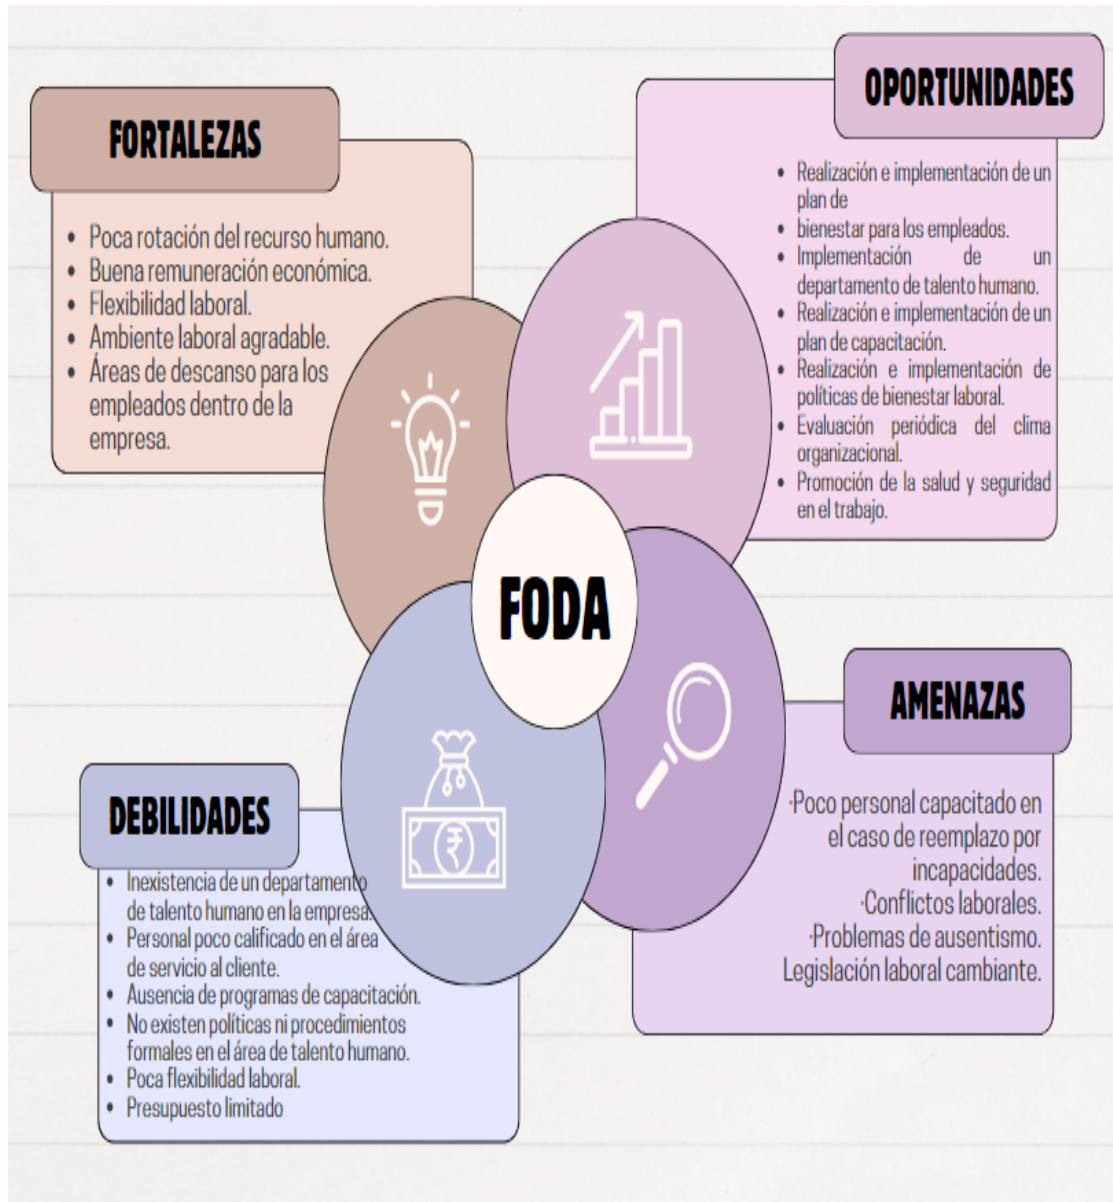 FORTALEZAS
• Poca rotación del recurso humano.
• Buena remuneración económica.
• Flexibilidad laboral.
• Ambiente laboral agradable.
• Áreas de descanso para los
empleados dentro de la
empresa.
OPORTUNIDADES
• Realización e implementación de un
plan de
• bienestar para los empleados.
• Implementación de un
departamento de talento humano.
• Realización e implementación de un
plan de capacitación.
• Realización e implementación de
políticas de bienestar laboral.
• Evaluación periódica del clima
organizacional.
• Promoción de la salud y seguridad
en el trabajo.
FODA
DEBILIDADES
• Inexistencia de un departamento
de talento humano en la empresa.
• Personal poco calificado en el área
de servicio al cliente.
• Ausencia de programas de capacitación.
• No existen políticas ni procedimientos
formales en el área de talento humano.
• Poca flexibilidad laboral.
• Presupuesto limitado
₹
AMENAZAS
·Poco personal capacitado en
el caso de reemplazo por
incapacidades.
·Conflictos laborales.
·Problemas de ausentismo.
Legislación laboral cambiante.